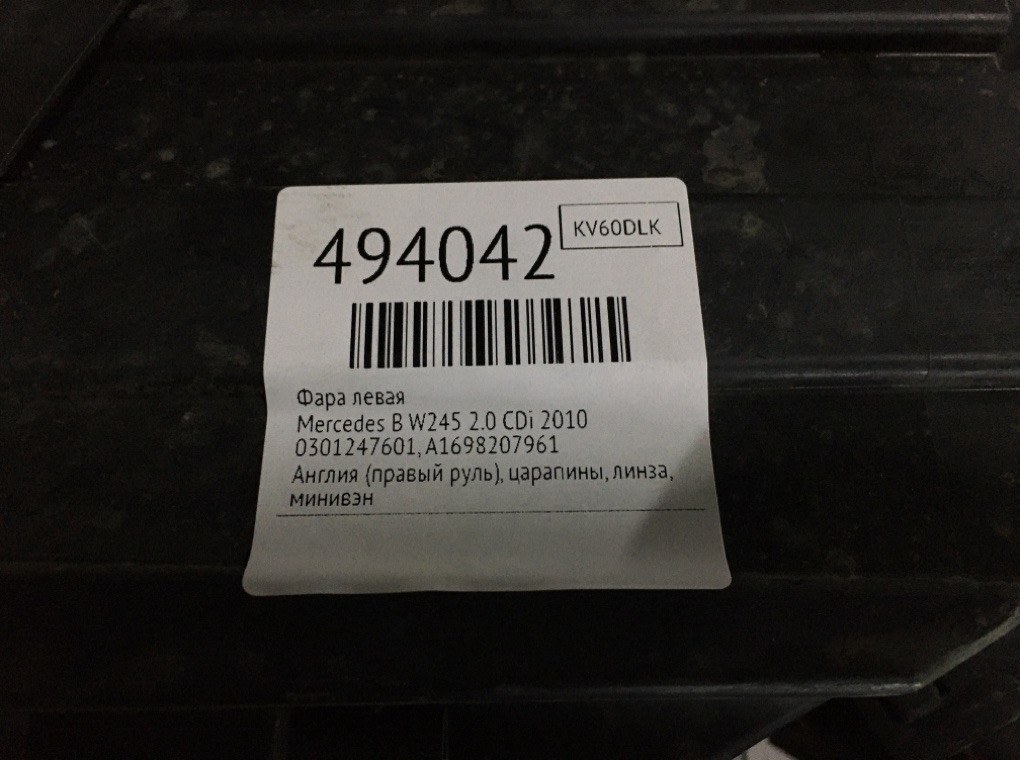 494042
KV60DLK
Фара левая
Mercedes B W245 2.0 CDi 2010
0301247601, A1698207961
Англия (правый руль), царапины, линза,
минивэн